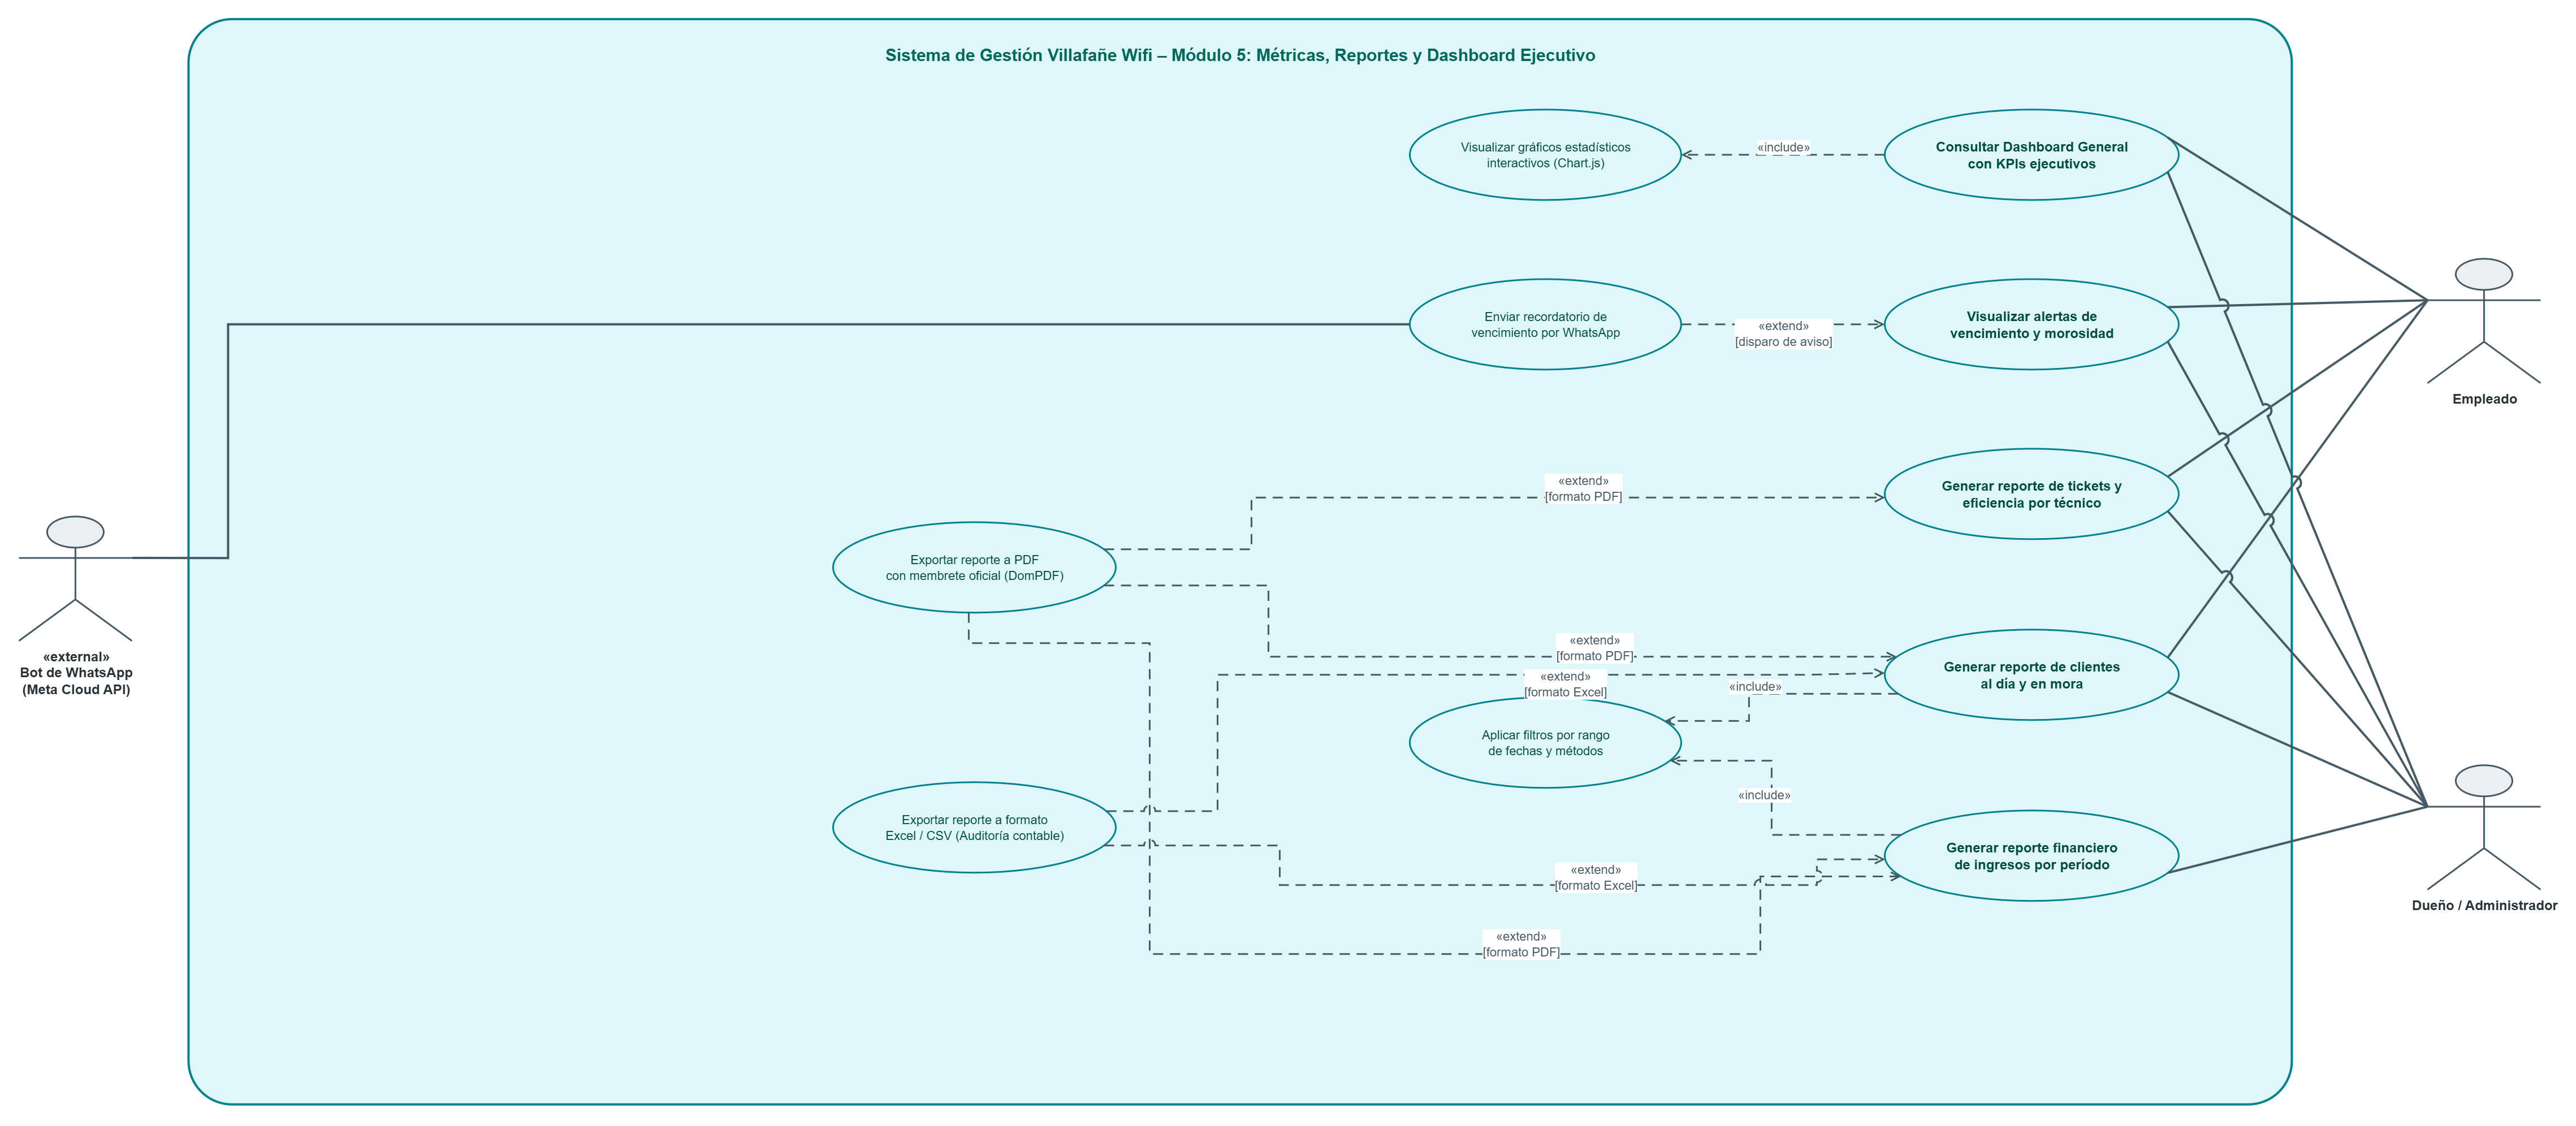 Sistema de Gestión Villafañe Wifi – Módulo 5: Métricas, Reportes y Dashboard Ejecutivo
Visualizar gráficos estadísticos
interactivos (Chart.js)
«include»
Consultar Dashboard General
con KPIs ejecutivos
Enviar recordatorio de
vencimiento por WhatsApp
«extend»
[disparo de aviso]
Visualizar alertas de
vencimiento y morosidad
Empleado
«extend»
[formato PDF]
Generar reporte de tickets y
eficiencia por técnico
Exportar reporte a PDF
con membrete oficial (DomPDF)
«external»
Bot de WhatsApp
(Meta Cloud API)
«extend»
[formato PDF]
«extend»
[formato Excel]
«include»
Generar reporte de clientes
al día y en mora
Aplicar filtros por rango
de fechas y métodos
«include»
Exportar reporte a formato
Excel / CSV (Auditoría contable)
«extend»
[formato Excel]
Generar reporte financiero
de ingresos por período
Dueño / Administrador
«extend»
[formato PDF]